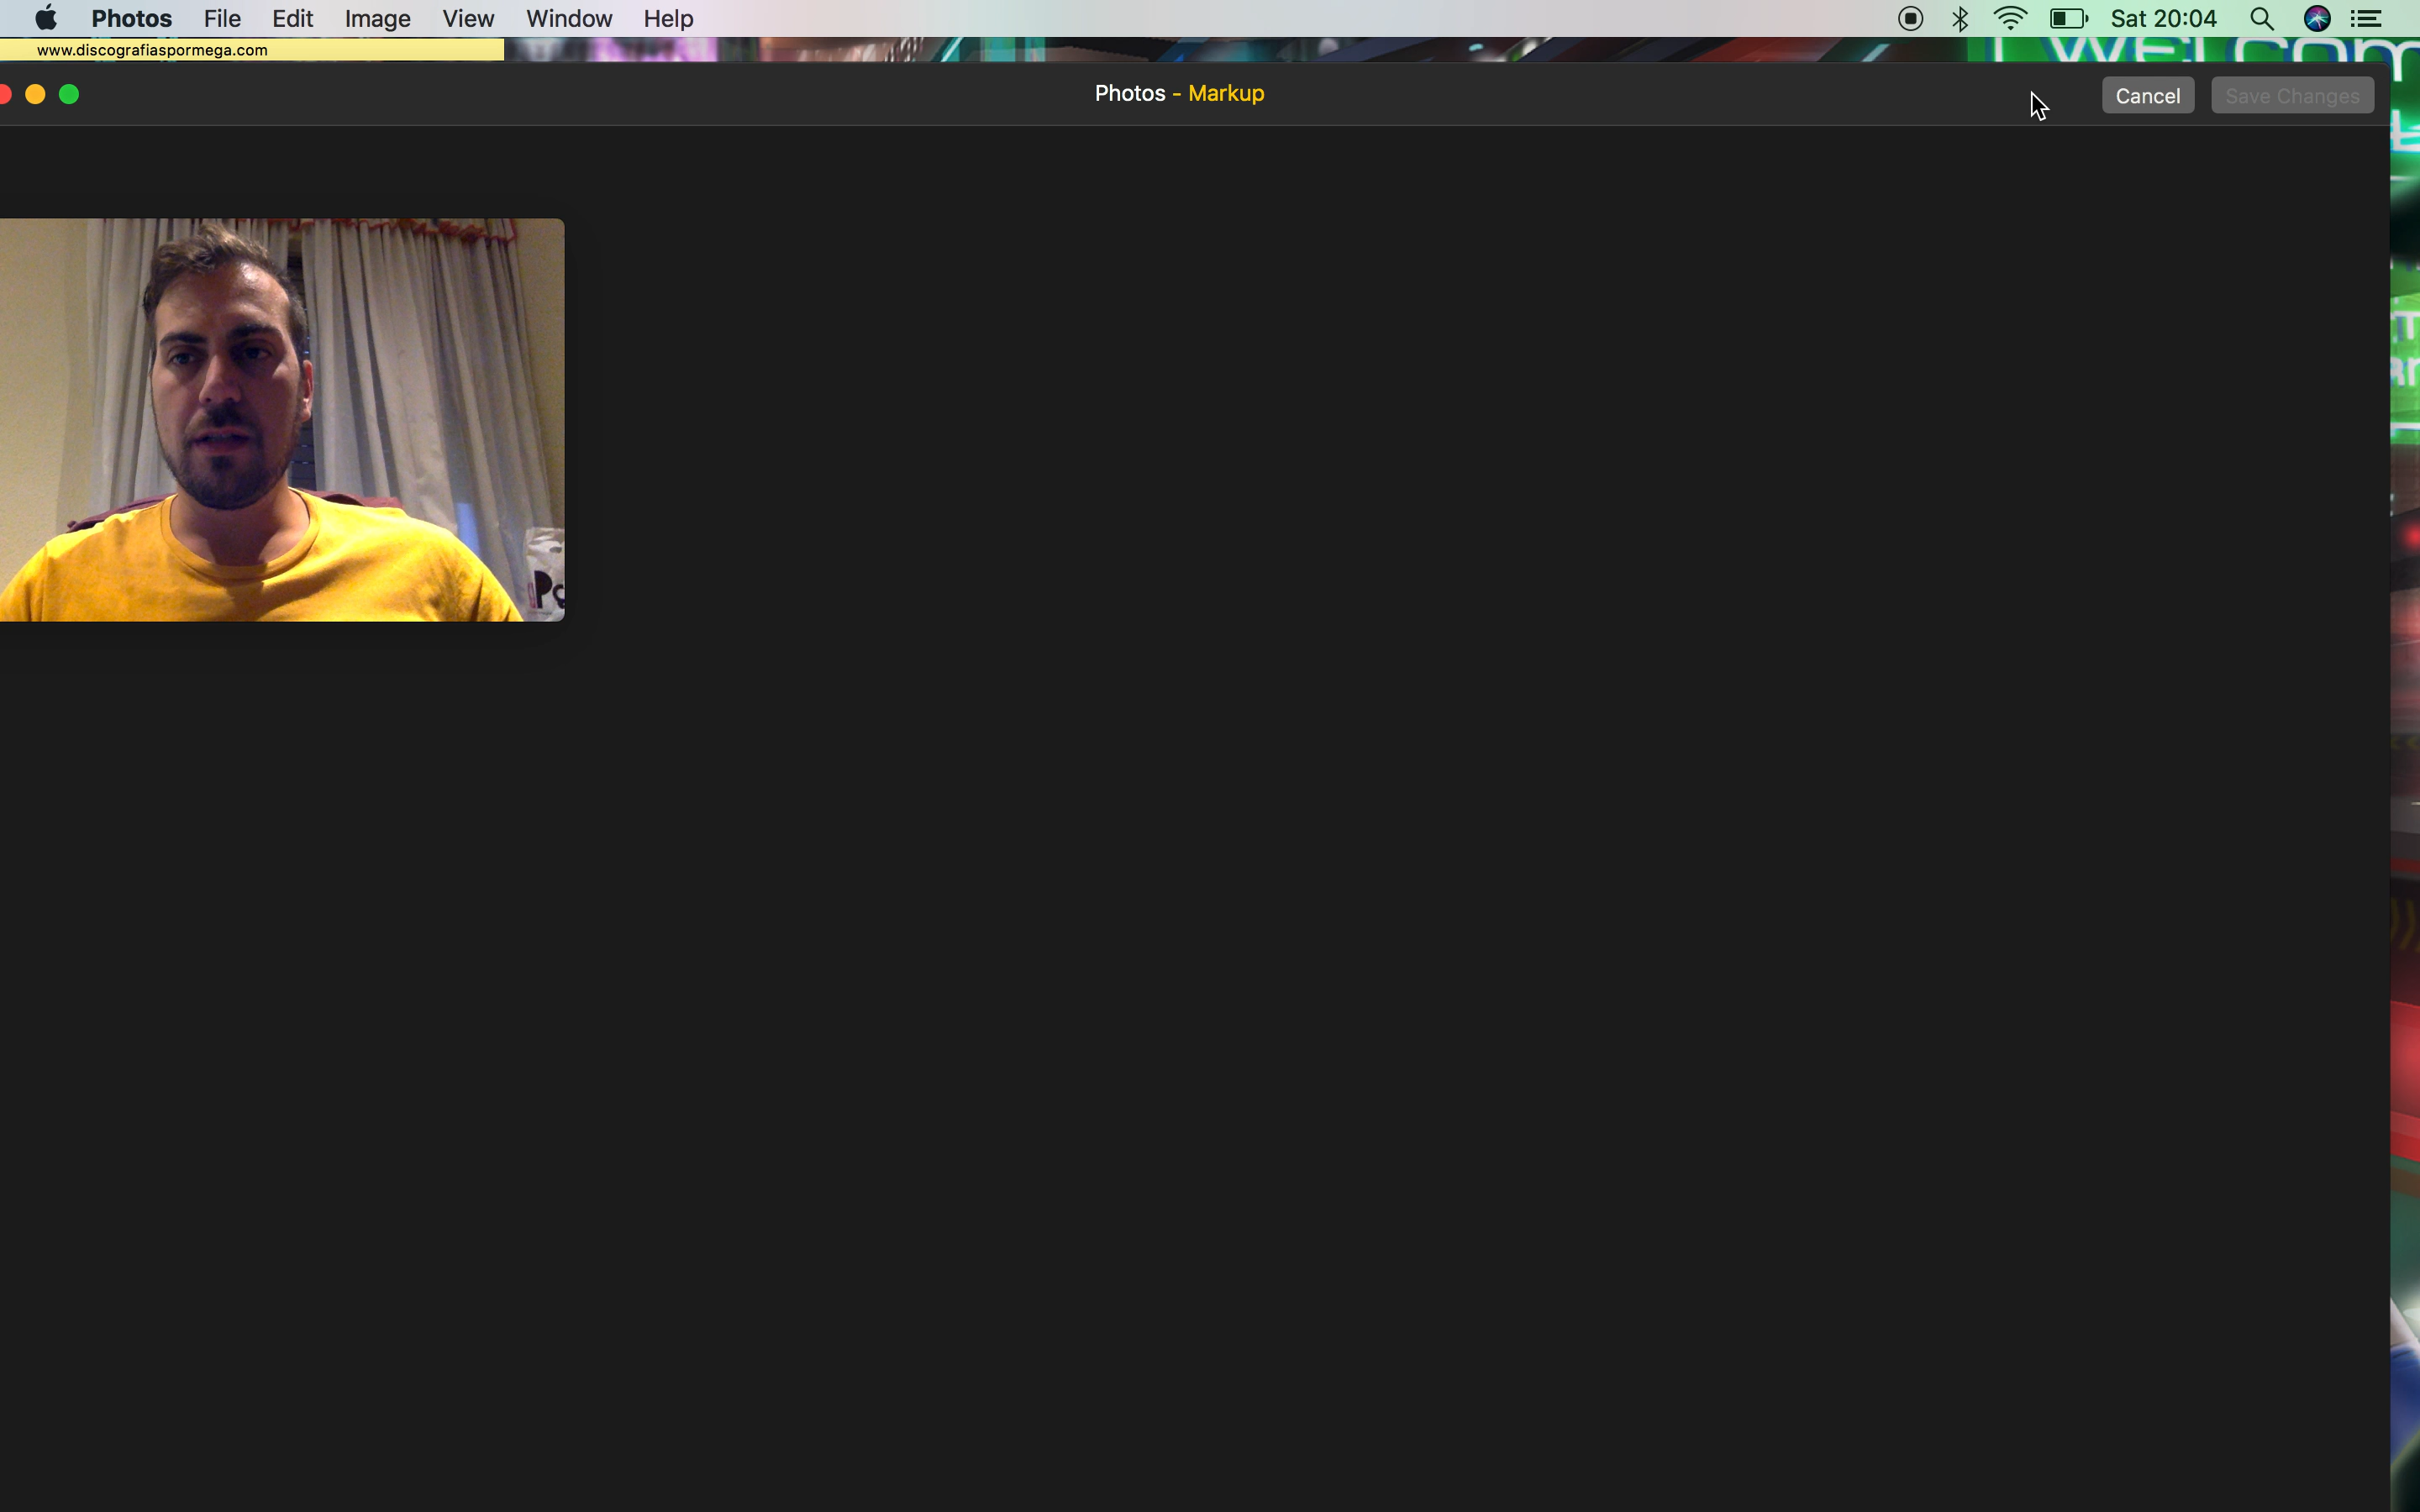 Photos File Edit Image View Window Help Sat 20:04
www.discografiaspormega.com
Photos - Markup Cancel Save Changes